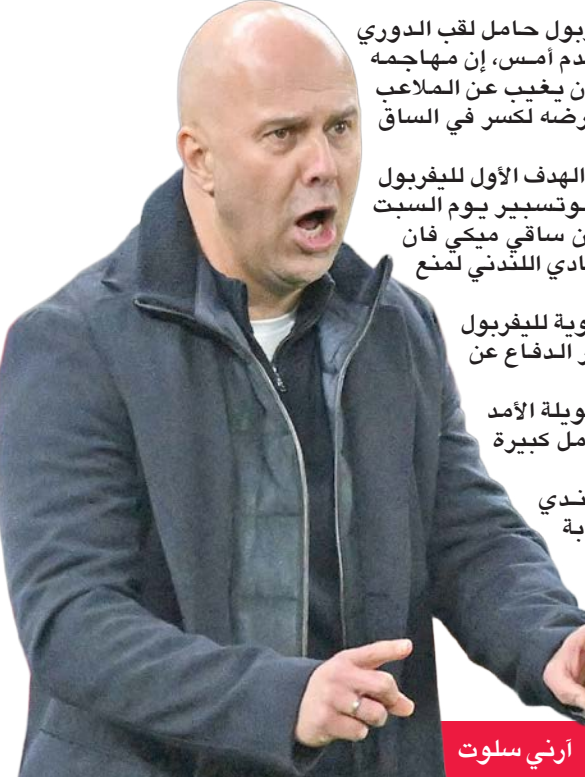 ربول حامل لقب الدوري
دم أمس، إن مهاجمه
ن يغيب عن الملاعب
رضه لكسر في الساق
الهدف الأول لليفربول
وتسبير يوم السبت
ن ساقي ميكي فان
ادي اللندني لمنع
وية لليفربول
ر الدفاع عن
ويلة الأمد
مل كبيرة
ندي
بة
آرني سلوت